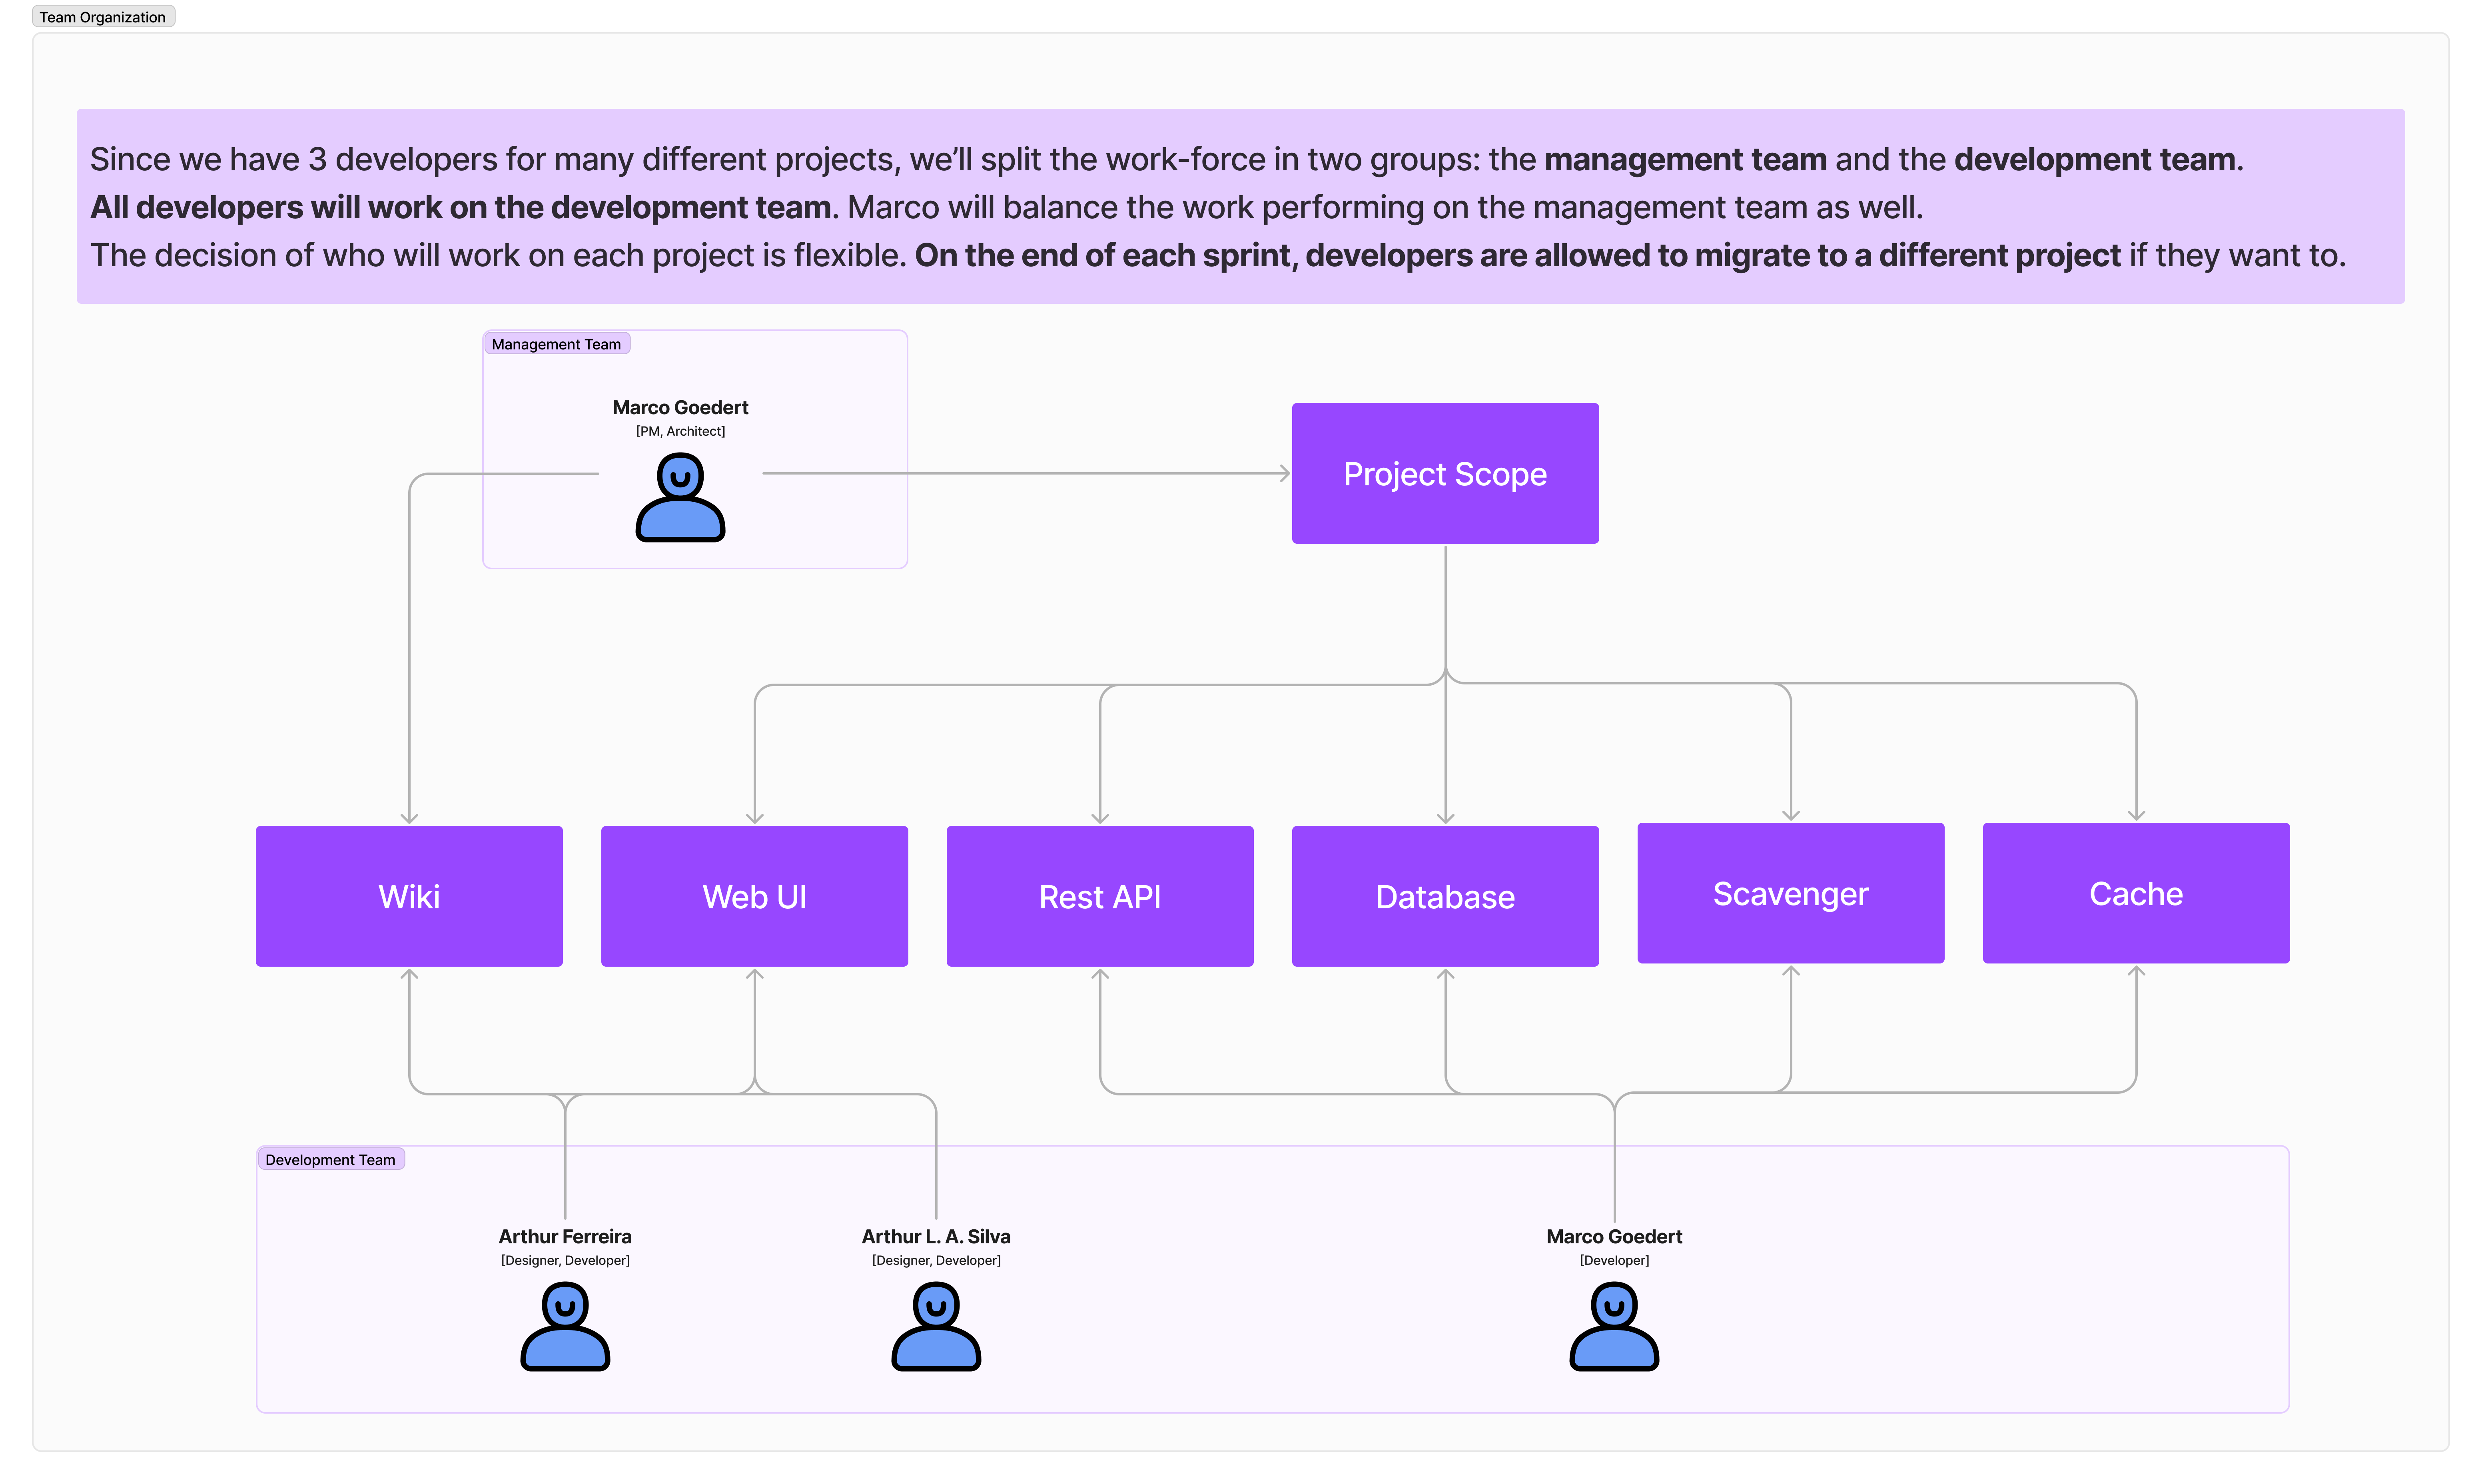 Team Organization
Since we have 3 developers for many different projects, we’ll split the work-force in two groups: the management team and the development team.
All developers will work on the development team. Marco will balance the work performing on the management team as well.
The decision of who will work on each project is flexible. On the end of each sprint, developers are allowed to migrate to a different project if they want to.
Management Team
Marco Goedert
[PM, Architect]
Project Scope
Wiki
Web UI
Rest API
Database
Scavenger
Cache
Development Team
Arthur Ferreira
[Designer, Developer]
Arthur L. A. Silva
[Designer, Developer]
Marco Goedert
[Developer]